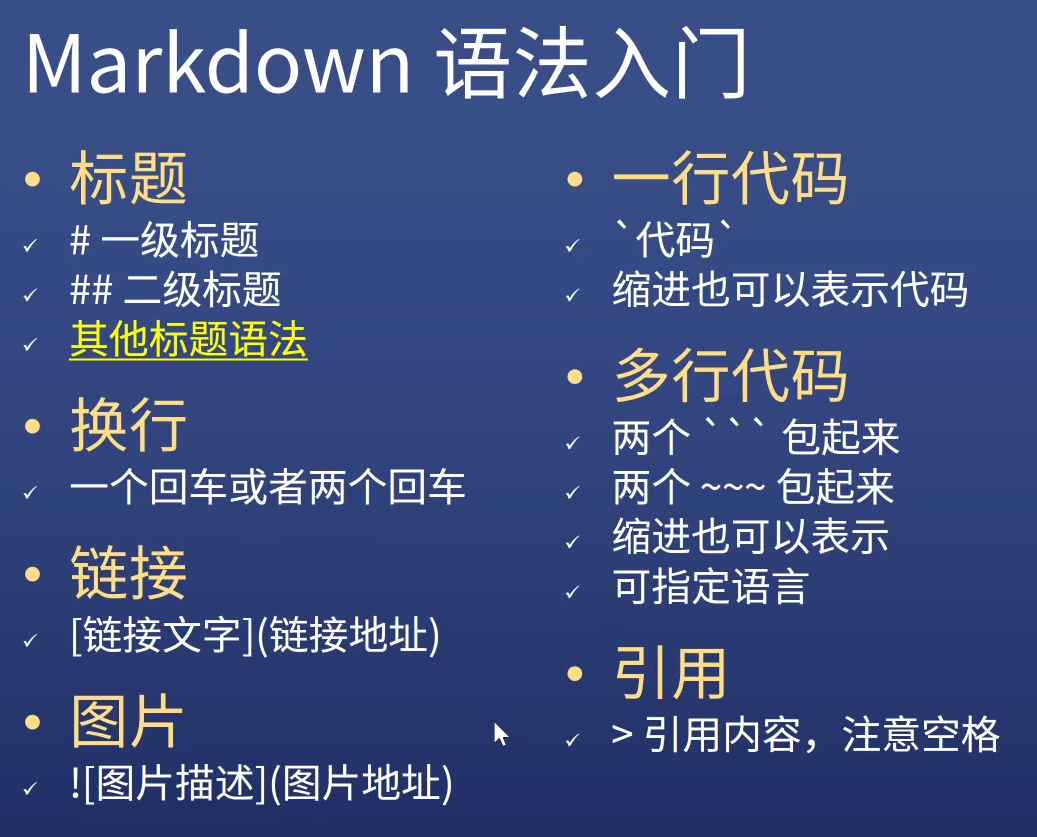 Markdown 语法入门
• 标题
✓ # 一级标题
✓ ## 二级标题
✓ 其他标题语法
• 换行
✓ 一个回车或者两个回车
• 链接
✓ [链接文字](链接地址)
• 图片
✓ ![图片描述](图片地址)
• 一行代码
✓ `代码`
✓ 缩进也可以表示代码
• 多行代码
✓ 两个 ``` 包起来
✓ 两个 ~~~ 包起来
✓ 缩进也可以表示
✓ 可指定语言
• 引用
✓ > 引用内容，注意空格